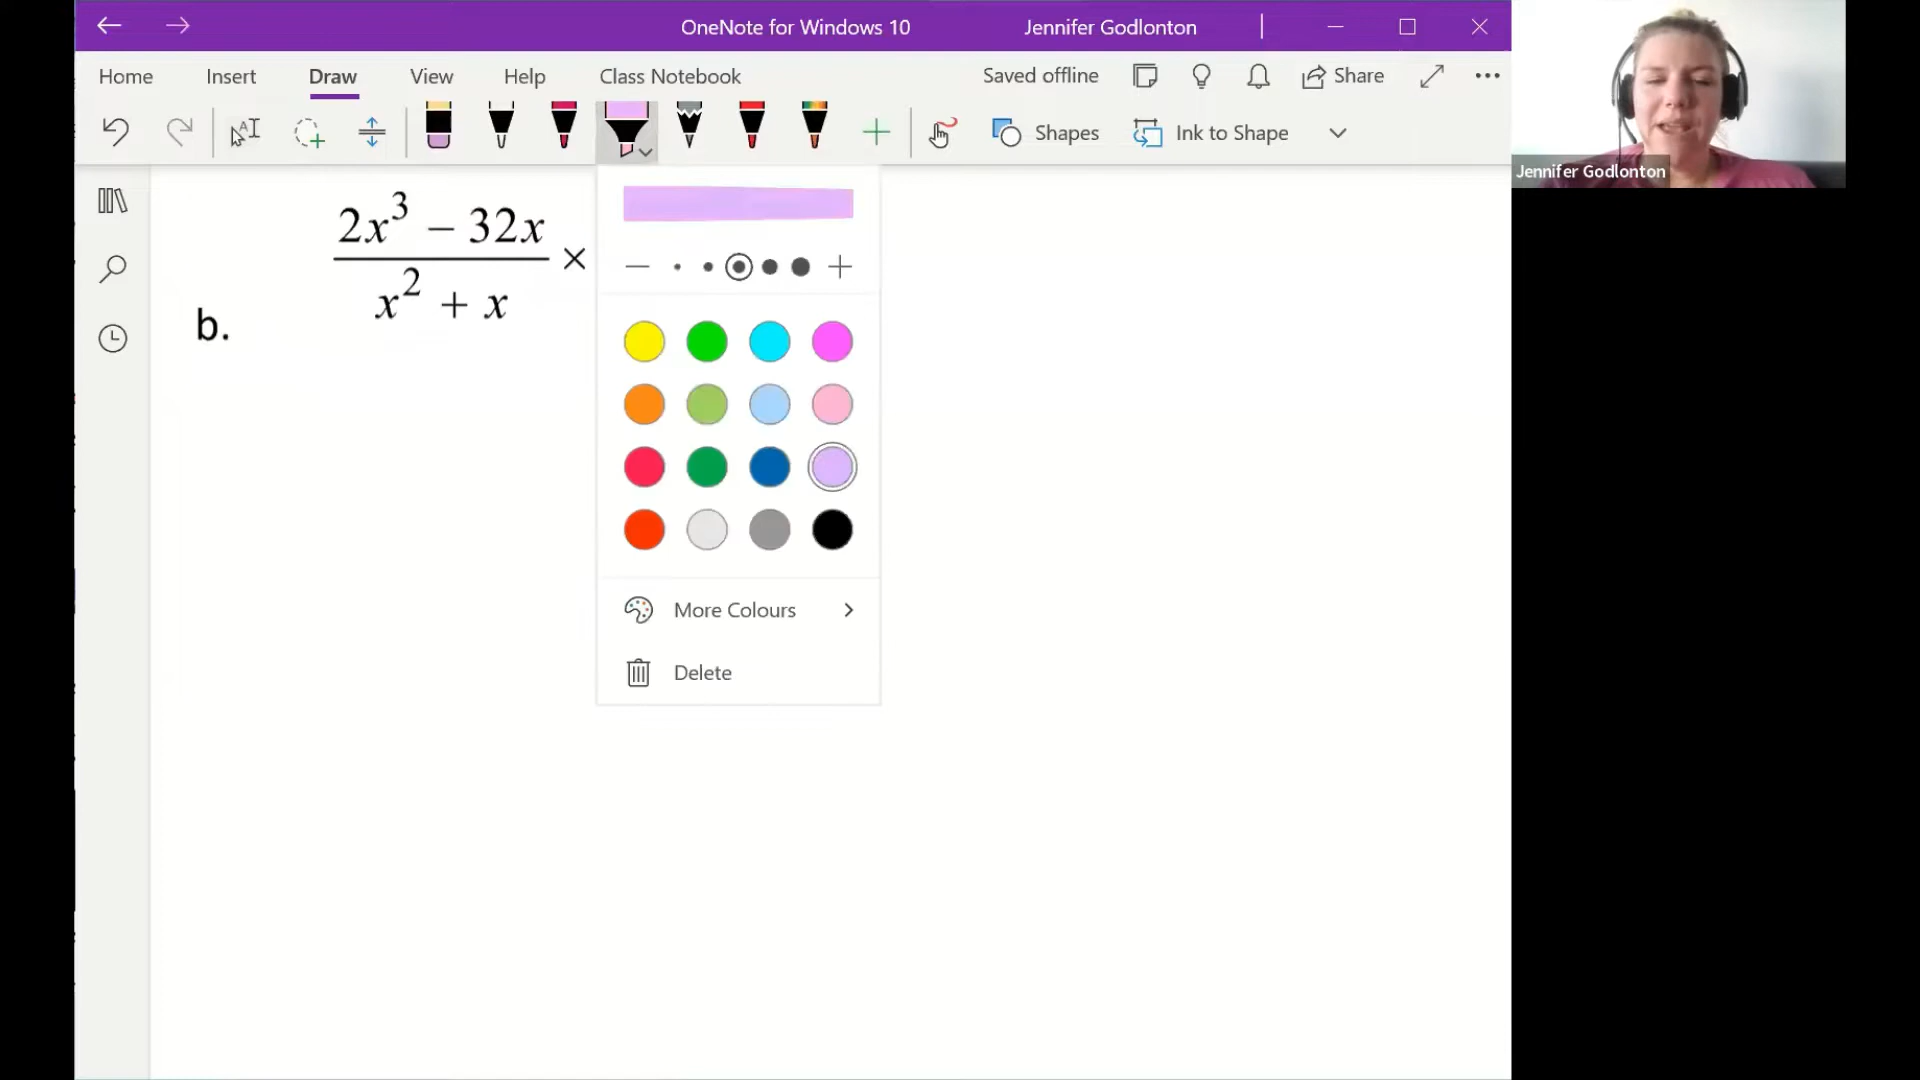 OneNote for Windows 10
Jennifer Godlonton
Home Insert Draw View Help Class Notebook
Saved offline Share
Shapes Ink to Shape
Jennifer Godlonton
2x³ − 32x
x² + x
×
b.
More Colours
Delete